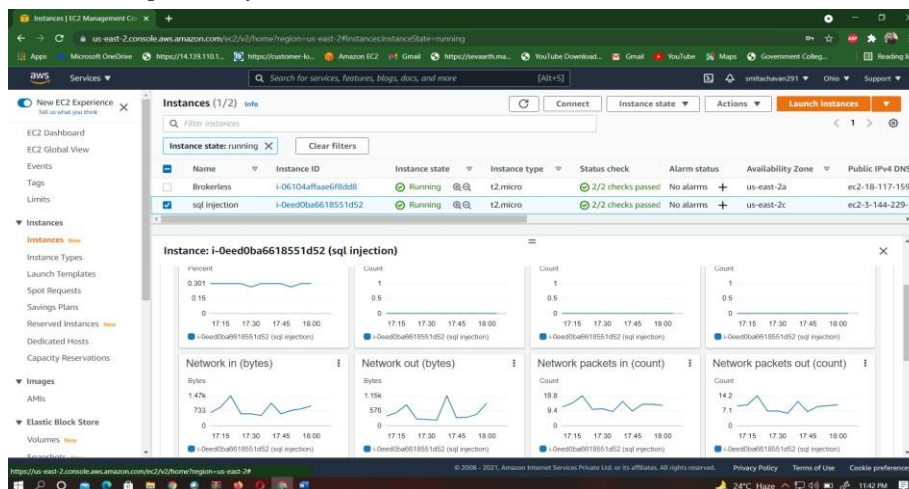 Instances | EC2 Management Co
us-east-2.console.aws.amazon.com/ec2/v2/home?region=us-east-2#Instances:instanceState=running
Apps Microsoft OneDrive https://14.139.110.1... https://customer-lo... Amazon EC2 Gmail https://sevaarth.ma... YouTube Download... Gmail YouTube Maps Government Colleg... Reading li
aws Services ▼ Search for services, features, blogs, docs, and more [Alt+S] smitachavan291 ▼ Ohio ▼ Support ▼
New EC2 Experience
Tell us what you think
EC2 Dashboard
EC2 Global View
Events
Tags
Limits
Instances
Instances New
Instance Types
Launch Templates
Spot Requests
Savings Plans
Reserved Instances New
Dedicated Hosts
Capacity Reservations
Images
AMIs
Elastic Block Store
Volumes New
Snapshots
Instances (1/2) Info
Connect Instance state ▼ Actions ▼ Launch instances ▼
Filter instances
1
Instance state: running X Clear filters
Name Instance ID Instance state Instance type Status check Alarm status Availability Zone Public IPv4 DNS
Brokerless i-06104affaae6f8dd8 Running t2.micro 2/2 checks passed No alarms + us-east-2a ec2-18-117-159
sql injection i-0eed0ba6618551d52 Running t2.micro 2/2 checks passed No alarms + us-east-2c ec2-3-144-229-
Instance: i-0eed0ba6618551d52 (sql injection)
Percent Count Count Count
0.301 1 1 1
0.15 0.5 0.5 0.5
0 0 0 0
17:15 17:30 17:45 18:00 17:15 17:30 17:45 18:00 17:15 17:30 17:45 18:00 17:15 17:30 17:45 18:00
i-0eed0ba6618551d52 (sql injection) i-0eed0ba6618551d52 (sql injection) i-0eed0ba6618551d52 (sql injection) i-0eed0ba6618551d52 (sql injection)
Network in (bytes) Network out (bytes) Network packets in (count) Network packets out (count)
Bytes Bytes Count Count
1.47k 1.15k 18.8 14.2
733 576 9.4 7.1
0 0 0 0
17:15 17:30 17:45 18:00 17:15 17:30 17:45 18:00 17:15 17:30 17:45 18:00 17:15 17:30 17:45 18:00
i-0eed0ba6618551d52 (sql injection) i-0eed0ba6618551d52 (sql injection) i-0eed0ba6618551d52 (sql injection) i-0eed0ba6618551d52 (sql injection)
https://us-east-2.console.aws.amazon.com/ec2/v2/home?region=us-east-2# © 2008 - 2021, Amazon Internet Services Private Ltd. or its affiliates. All rights reserved. Privacy Policy Terms of Use Cookie preference
24°C Haze 11:42 PM